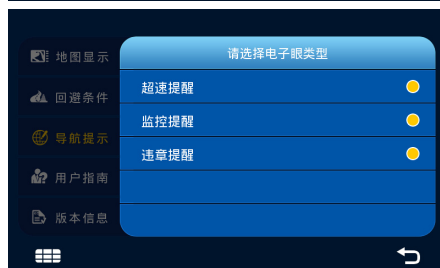 请选择电子眼类型
地图显示
超速提醒
回避条件
监控提醒
导航提示
违章提醒
用户指南
版本信息